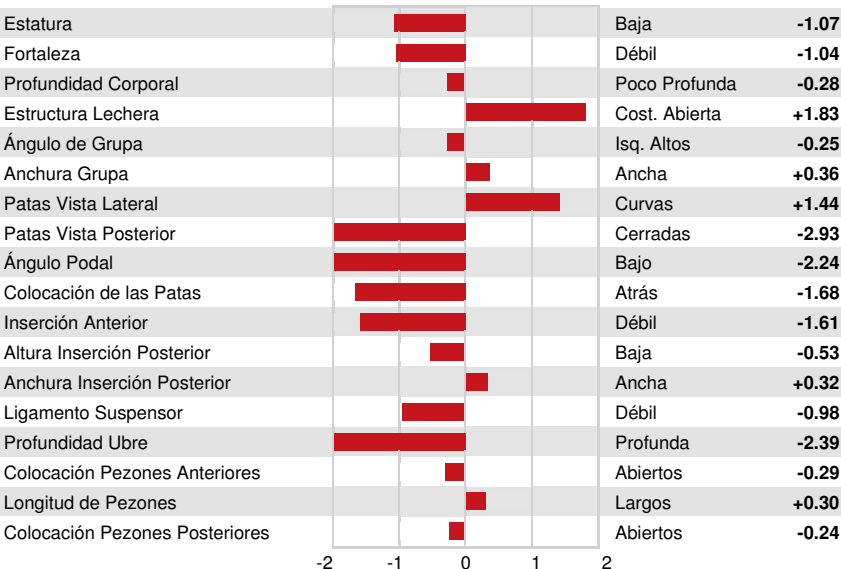 Estatura Baja -1.07
Fortaleza Débil -1.04
Profundidad Corporal Poco Profunda -0.28
Estructura Lechera Cost. Abierta +1.83
Ángulo de Grupa Isq. Altos -0.25
Anchura Grupa Ancha +0.36
Patas Vista Lateral Curvas +1.44
Patas Vista Posterior Cerradas -2.93
Ángulo Podal Bajo -2.24
Colocación de las Patas Atrás -1.68
Inserción Anterior Débil -1.61
Altura Inserción Posterior Baja -0.53
Anchura Inserción Posterior Ancha +0.32
Ligamento Suspensor Débil -0.98
Profundidad Ubre Profunda -2.39
Colocación Pezones Anteriores Abiertos -0.29
Longitud de Pezones Largos +0.30
Colocación Pezones Posteriores Abiertos -0.24
-2 -1 0 1 2